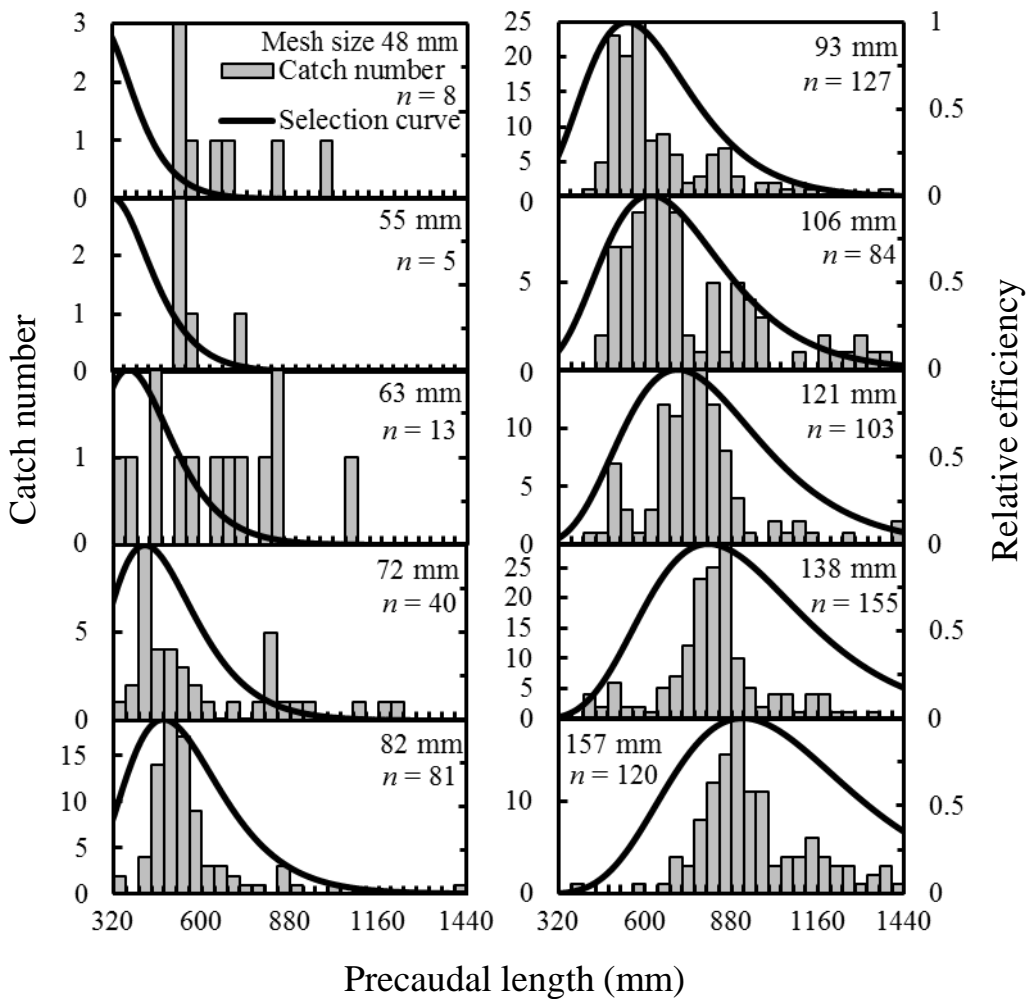 Catch number
Relative efficiency
Precaudal length (mm)
3
2
1
0
Mesh size 48 mm
Catch number
n = 8
Selection curve
2
1
0
55 mm
n = 5
1
0
63 mm
n = 13
5
0
72 mm
n = 40
15
10
5
0
82 mm
n = 81
320 600 880 1160 1440
25
20
15
10
5
0
93 mm
n = 127
1
0.5
0
5
0
106 mm
n = 84
0.5
0
10
5
0
121 mm
n = 103
0.5
0
25
20
15
10
5
0
138 mm
n = 155
0.5
0
10
0
157 mm
n = 120
0.5
0
320 600 880 1160 1440